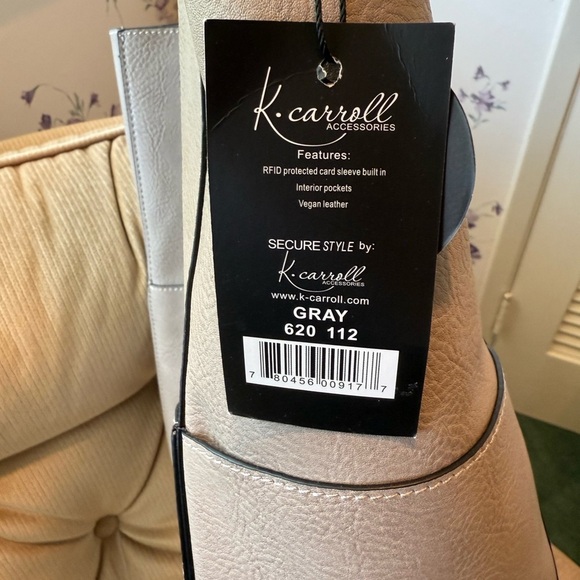 K. carroll
ACCESSORIES
Features:
RFID protected card sleeve built in
Interior pockets
Vegan leather
SECURE STYLE by:
K. carroll
ACCESSORIES
www.k-carroll.com
GRAY
620 112
7 80456 00917 7